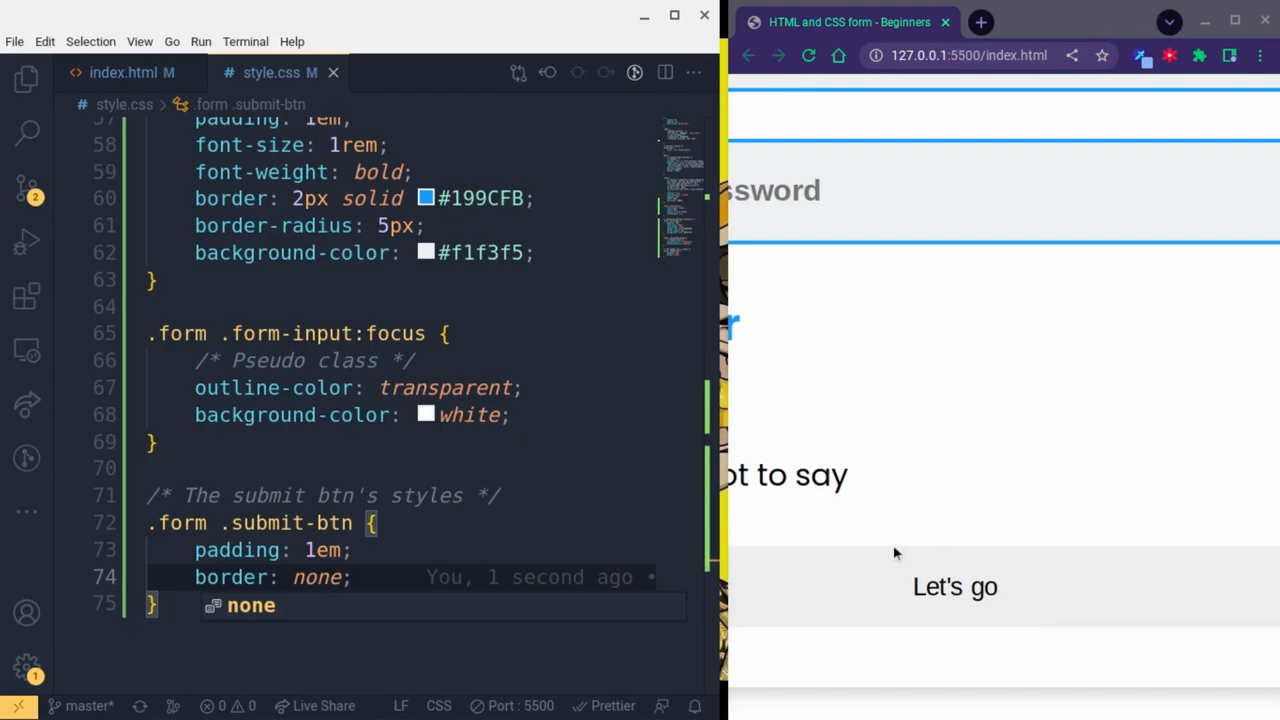 File Edit Selection View Go Run Terminal Help
index.html M
style.css M
style.css > .form .submit-btn
57 padding: 1em;
58 font-size: 1rem;
59 font-weight: bold;
60 border: 2px solid #199CFB;
61 border-radius: 5px;
62 background-color: #f1f3f5;
63 }
64
65 .form .form-input:focus {
66 /* Pseudo class */
67 outline-color: transparent;
68 background-color: white;
69 }
70
71 /* The submit btn's styles */
72 .form .submit-btn {
73 padding: 1em;
74 border: none; You, 1 second ago •
75 }
none
2
1
master* 0 0 Live Share LF CSS Port : 5500 Prettier
HTML and CSS form - Beginners
127.0.0.1:5500/index.html
ssword
r
ot to say
Let's go